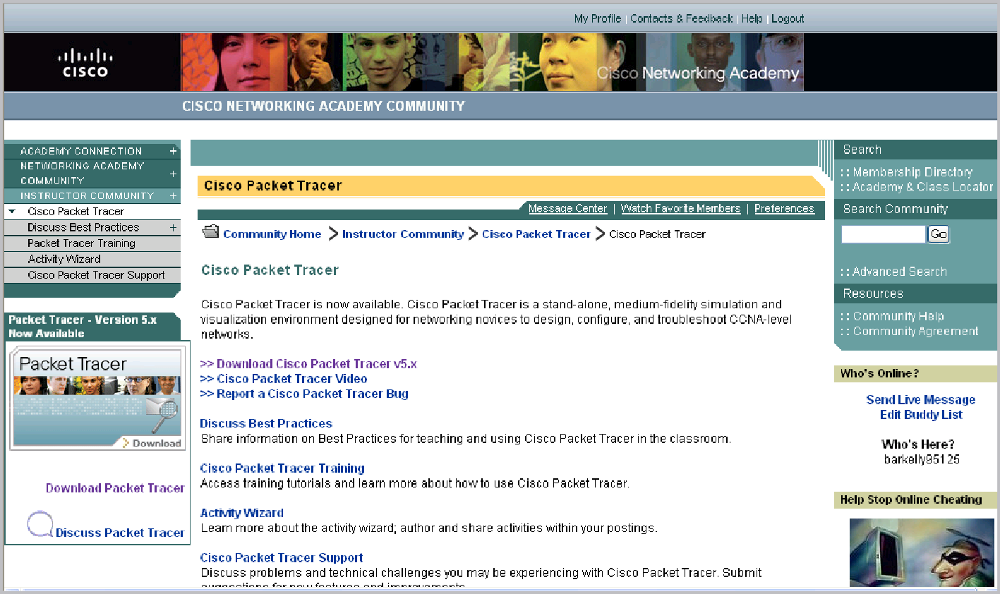 My Profile | Contacts & Feedback | Help | Logout
CISCO
Cisco Networking Academy
CISCO NETWORKING ACADEMY COMMUNITY
ACADEMY CONNECTION +
NETWORKING ACADEMY
COMMUNITY +
INSTRUCTOR COMMUNITY +
Cisco Packet Tracer
Discuss Best Practices +
Packet Tracer Training
Activity Wizard
Cisco Packet Tracer Support
Packet Tracer - Version 5.x
Now Available
Packet Tracer
Download
Download Packet Tracer
Discuss Packet Tracer
Cisco Packet Tracer
Message Center | Watch Favorite Members | Preferences
Community Home > Instructor Community > Cisco Packet Tracer > Cisco Packet Tracer
Cisco Packet Tracer
Cisco Packet Tracer is now available. Cisco Packet Tracer is a stand-alone, medium-fidelity simulation and
visualization environment designed for networking novices to design, configure, and troubleshoot CCNA-level
networks.
>> Download Cisco Packet Tracer v5.x
>> Cisco Packet Tracer Video
>> Report a Cisco Packet Tracer Bug
Discuss Best Practices
Share information on Best Practices for teaching and using Cisco Packet Tracer in the classroom.
Cisco Packet Tracer Training
Access training tutorials and learn more about how to use Cisco Packet Tracer.
Activity Wizard
Learn more about the activity wizard; author and share activities within your postings.
Cisco Packet Tracer Support
Discuss problems and technical challenges you may be experiencing with Cisco Packet Tracer. Submit
suggestions for new features and improvements.
Search
:: Membership Directory
:: Academy & Class Locator
Search Community
Go
:: Advanced Search
Resources
:: Community Help
:: Community Agreement
Who's Online?
Send Live Message
Edit Buddy List
Who's Here?
barkelly95125
Help Stop Online Cheating